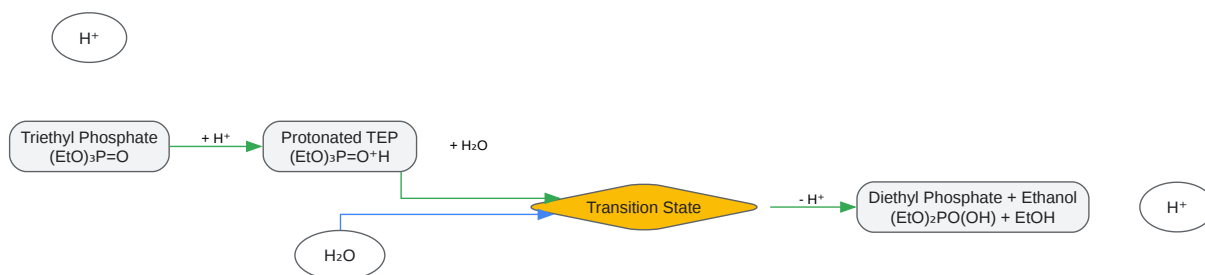 H⁺
Triethyl Phosphate
(EtO)₃P=O
+ H⁺
Protonated TEP
(EtO)₃P=O⁺H
+ H₂O
H₂O
Transition State
- H⁺
Diethyl Phosphate + Ethanol
(EtO)₂PO(OH) + EtOH
H⁺